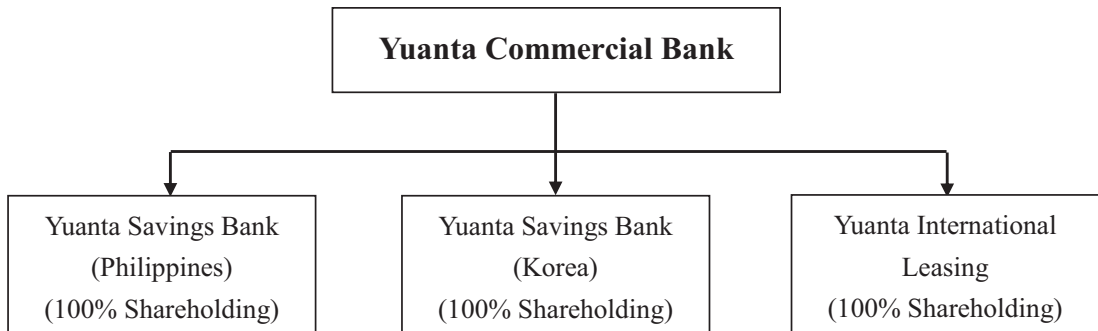 Yuanta Commercial Bank
Yuanta Savings Bank
(Philippines)
(100% Shareholding)
Yuanta Savings Bank
(Korea)
(100% Shareholding)
Yuanta International
Leasing
(100% Shareholding)